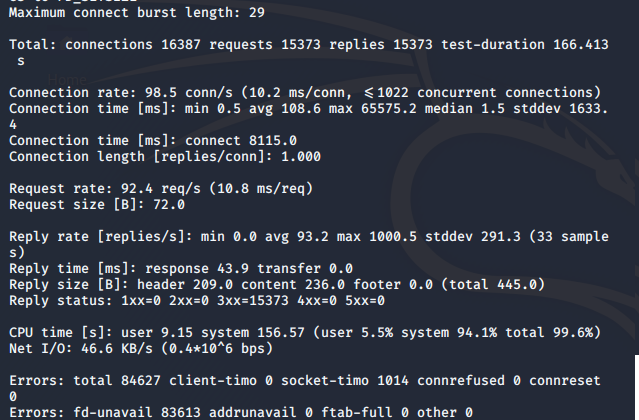 Maximum connect burst length: 29
Total: connections 16387 requests 15373 replies 15373 test-duration 166.413
s
Connection rate: 98.5 conn/s (10.2 ms/conn, <=1022 concurrent connections)
Connection time [ms]: min 0.5 avg 108.6 max 65575.2 median 1.5 stddev 1633.
4
Connection time [ms]: connect 8115.0
Connection length [replies/conn]: 1.000
Request rate: 92.4 req/s (10.8 ms/req)
Request size [B]: 72.0
Reply rate [replies/s]: min 0.0 avg 93.2 max 1000.5 stddev 291.3 (33 sample
s)
Reply time [ms]: response 43.9 transfer 0.0
Reply size [B]: header 209.0 content 236.0 footer 0.0 (total 445.0)
Reply status: 1xx=0 2xx=0 3xx=15373 4xx=0 5xx=0
CPU time [s]: user 9.15 system 156.57 (user 5.5% system 94.1% total 99.6%)
Net I/O: 46.6 KB/s (0.4*10^6 bps)
Errors: total 84627 client-timo 0 socket-timo 1014 connrefused 0 connreset
0
Errors: fd-unavail 83613 addrunavail 0 ftab-full 0 other 0